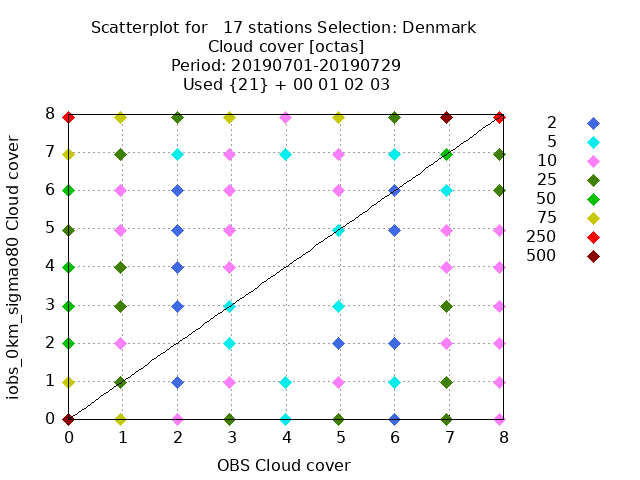 Scatterplot for   17 stations Selection: Denmark
Cloud cover [octas]
Period: 20190701-20190729
Used {21} + 00 01 02 03
iobs_0km_sigmao80 Cloud cover
8
7
6
5
4
3
2
1
0
0 1 2 3 4 5 6 7 8
OBS Cloud cover
2
5
10
25
50
75
250
500